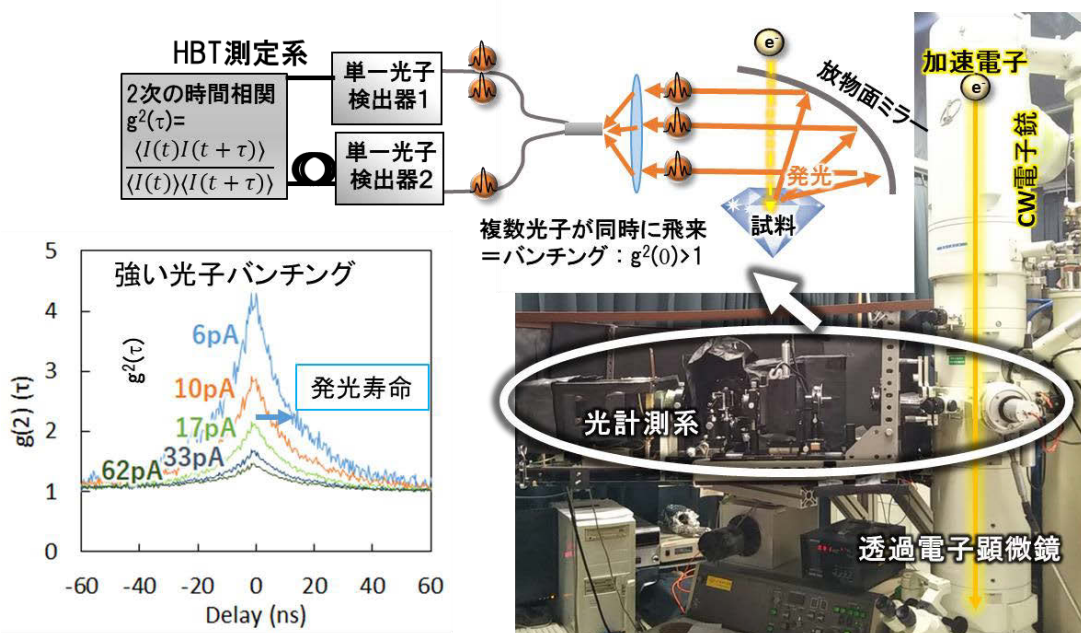 HBT測定系
2次の時間相関
g²(τ)=
⟨I(t)I(t + τ)⟩
⟨I(t)⟩⟨I(t + τ)⟩
単一光子
検出器1
単一光子
検出器2
e-
放物面ミラー
発光
試料
複数光子が同時に飛来
＝バンチング：g²(0)>1
加速電子
e-
CW電子銃
強い光子バンチング
g(2) (τ)
g²(τ)
5
4
3
2
1
0
6pA
10pA
17pA
33pA
62pA
発光寿命
-60
-40
-20
0
20
40
60
Delay (ns)
光計測系
透過電子顕微鏡